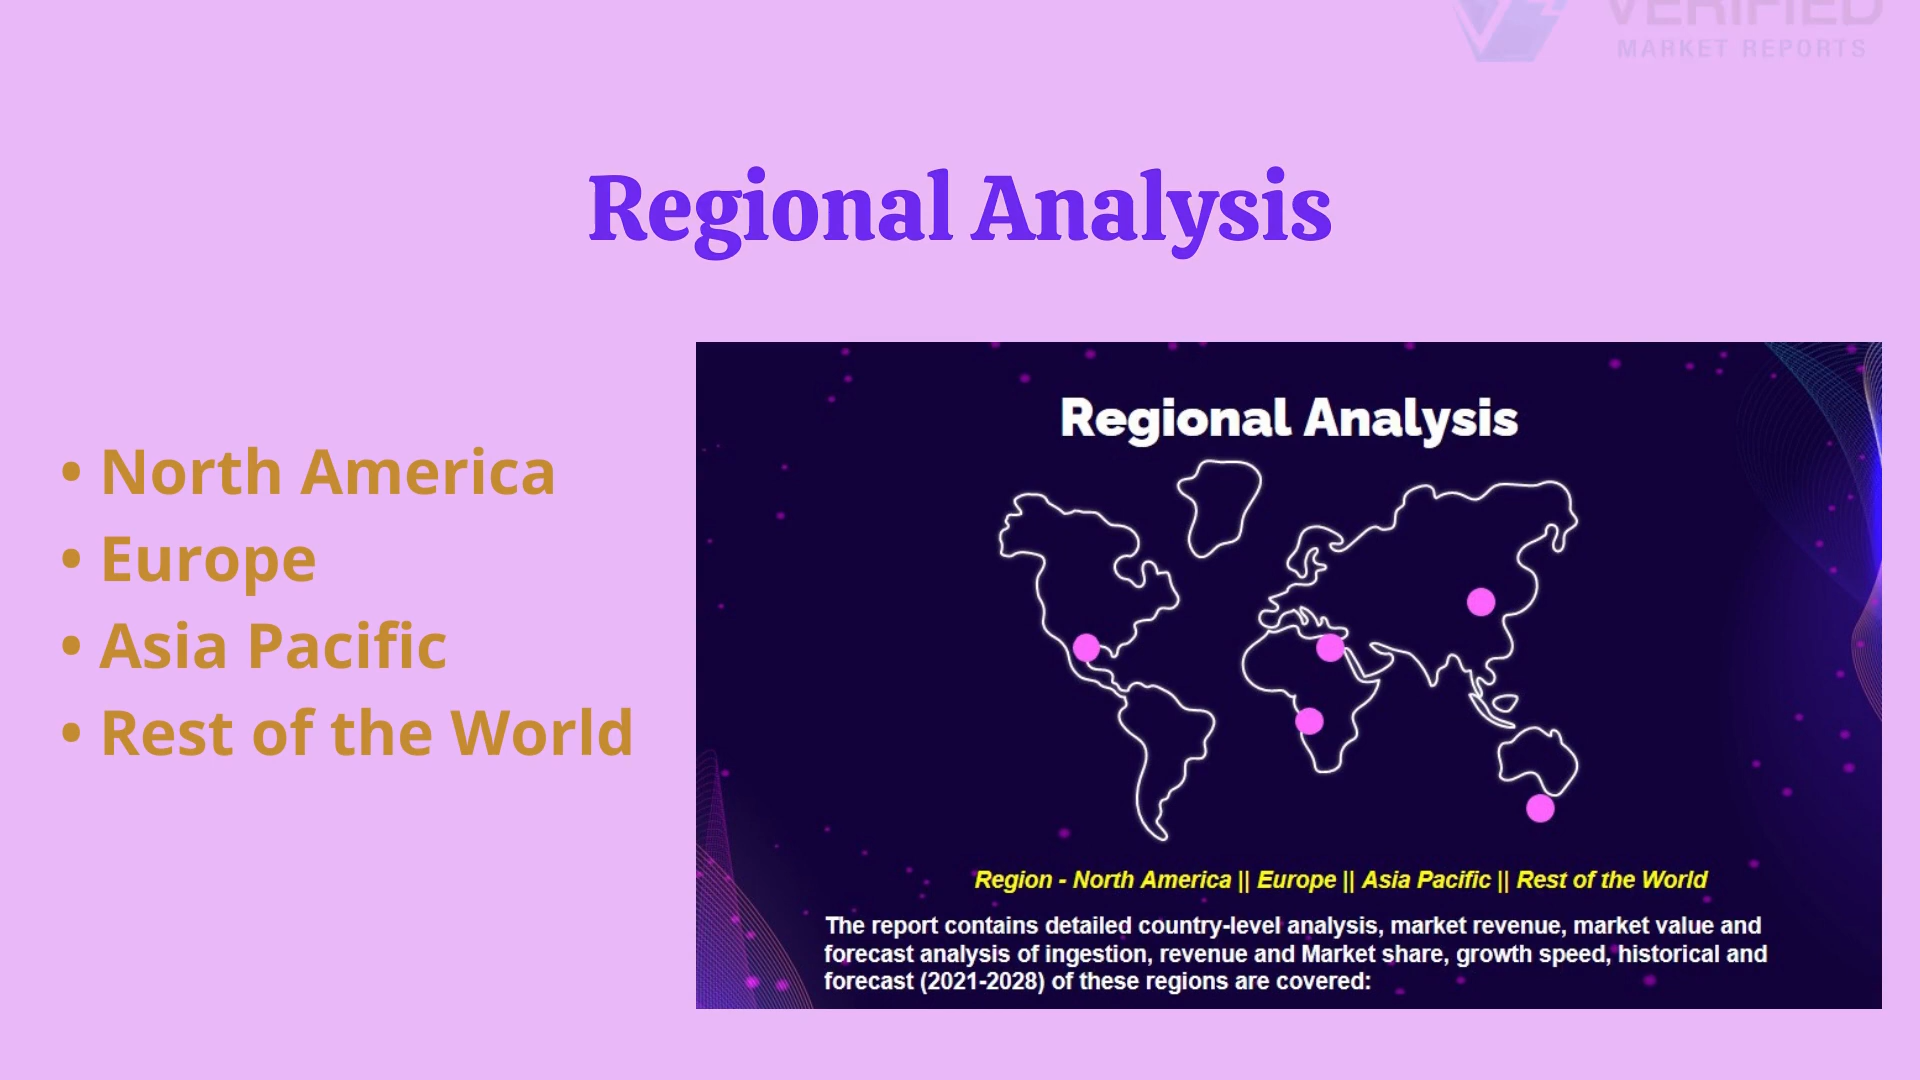 VERIFIED
MARKET REPORTS
Regional Analysis
• North America
• Europe
• Asia Pacific
• Rest of the World
Regional Analysis
Region - North America || Europe || Asia Pacific || Rest of the World
The report contains detailed country-level analysis, market revenue, market value and
forecast analysis of ingestion, revenue and Market share, growth speed, historical and
forecast (2021-2028) of these regions are covered: